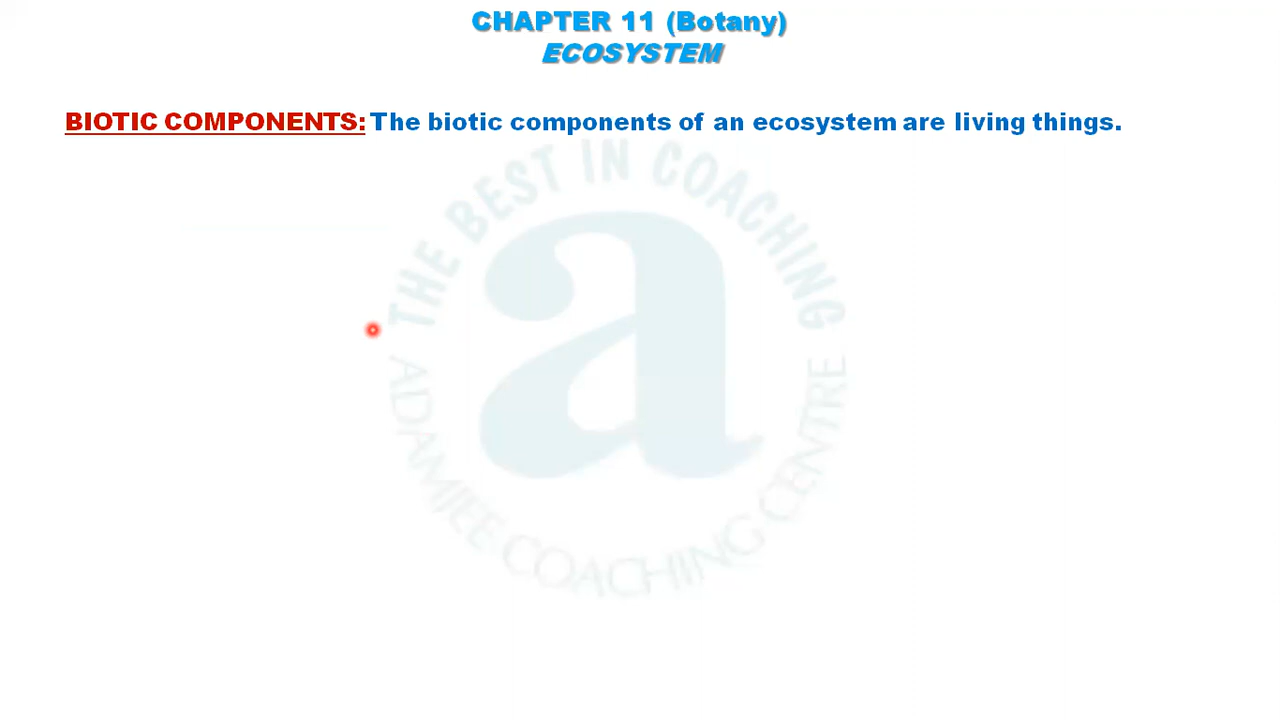 CHAPTER 11 (Botany)
ECOSYSTEM
BIOTIC COMPONENTS: The biotic components of an ecosystem are living things.
THE BEST IN COACHING
a
ADAMJEE COACHING CENTRE